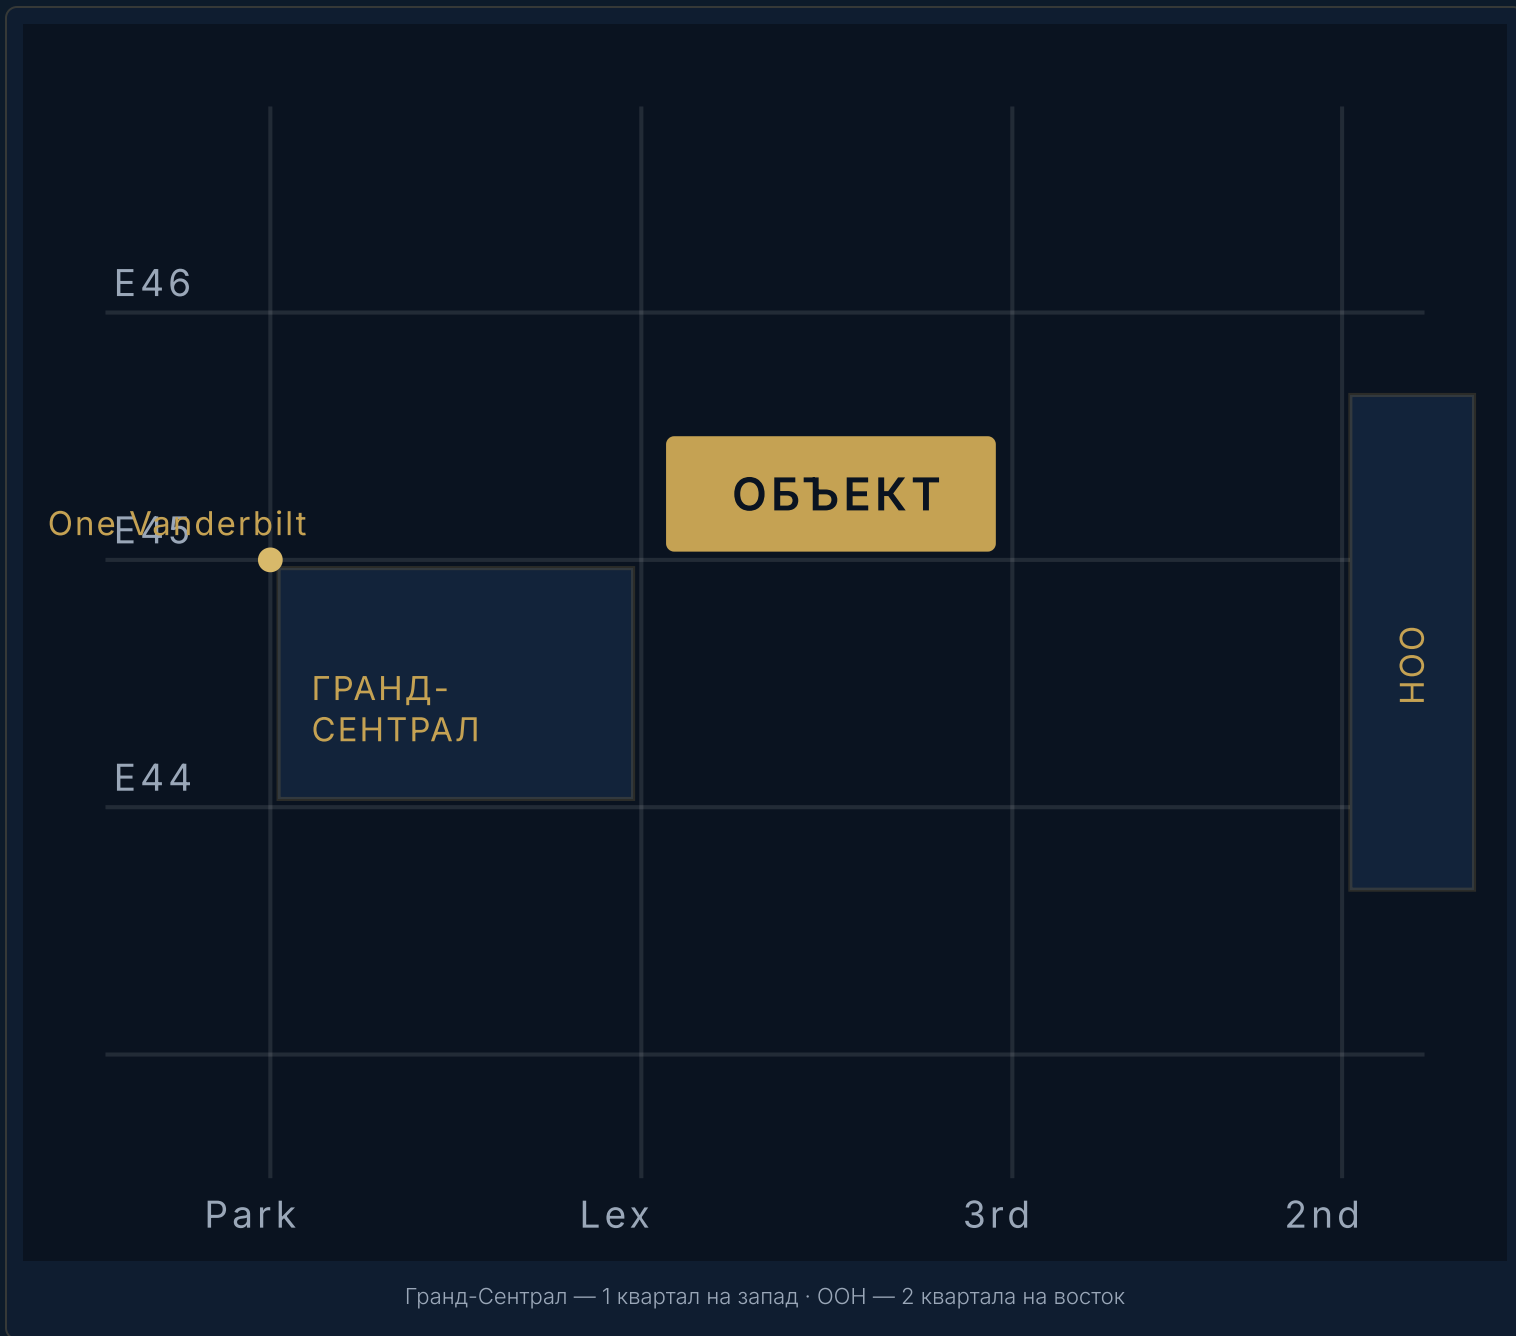 E46
ОБЪЕКТ
One Vanderbilt
E45
ГРАНД-
СЕНТРАЛ
ООН
E44
Park
Lex
3rd
2nd
Гранд-Сентрал — 1 квартал на запад · ООН — 2 квартала на восток